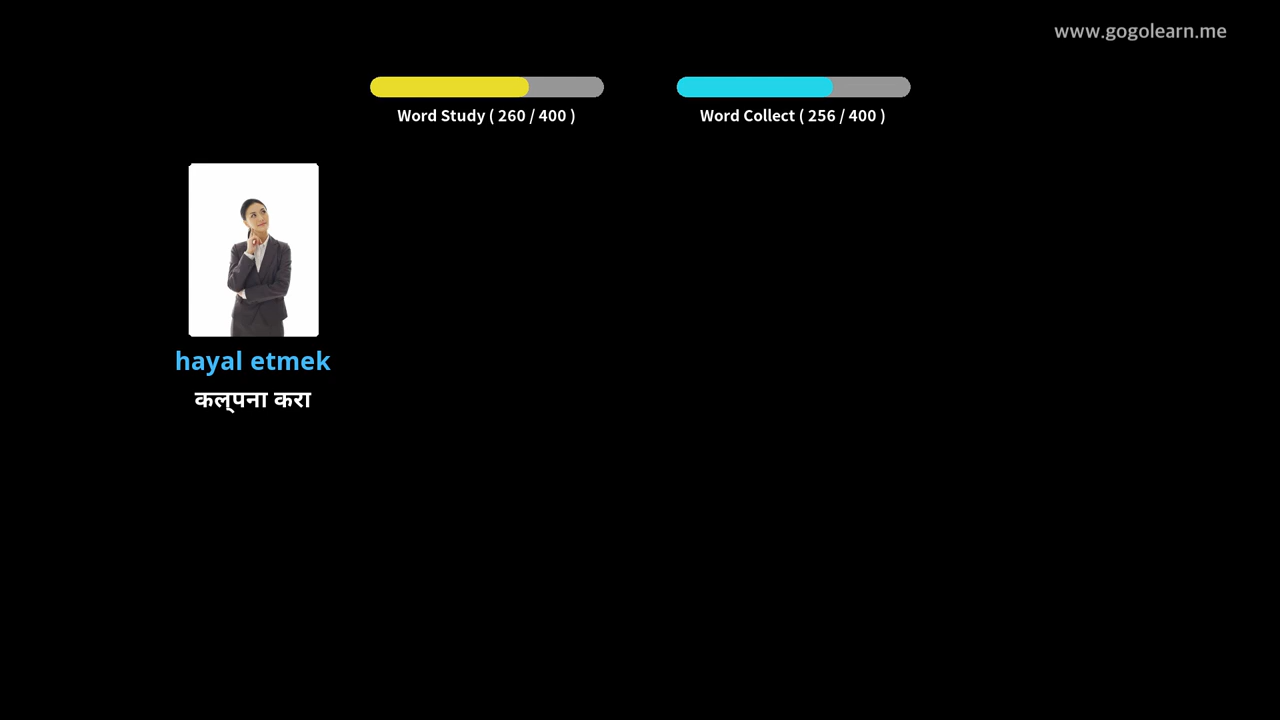 www.gogolearn.me
Word Study ( 260 / 400 )
Word Collect ( 256 / 400 )
hayal etmek
कल्पना करा